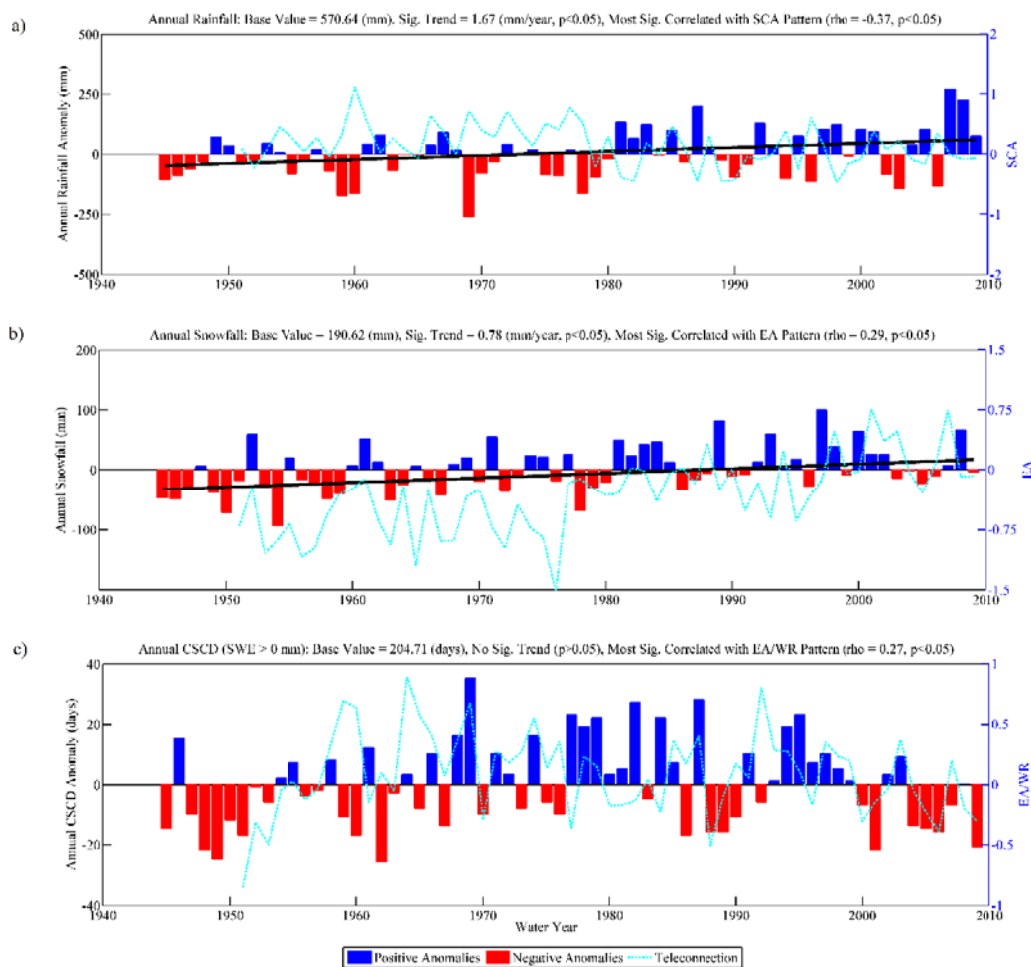 a)
Annual Rainfall: Base Value = 570.64 (mm), Sig. Trend = 1.67 (mm/year, p<0.05), Most Sig. Correlated with SCA Pattern (rho = -0.37, p<0.05)
500 2
250 1
0 0
-250 -1
-500 -2
Annual Rainfall Anomaly (mm)
SCA
1940 1950 1960 1970 1980 1990 2000 2010
b)
Annual Snowfall: Base Value = 190.62 (mm), Sig. Trend = 0.78 (mm/year, p<0.05), Most Sig. Correlated with EA Pattern (rho = 0.29, p<0.05)
200 1.5
100 0.75
0 0
-100 -0.75
-1.5
Annual Snowfall (mm)
EA
1940 1950 1960 1970 1980 1990 2000 2010
c)
Annual CSCD (SWE > 0 mm): Base Value = 204.71 (days), No Sig. Trend (p>0.05), Most Sig. Correlated with EA/WR Pattern (rho = 0.27, p<0.05)
40 1
20 0.5
0 0
-20 -0.5
-40 -1
Annual CSCD Anomaly (days)
EA/WR
1940 1950 1960 1970 1980 1990 2000 2010
Water Year
Positive Anomalies Negative Anomalies Teleconnection